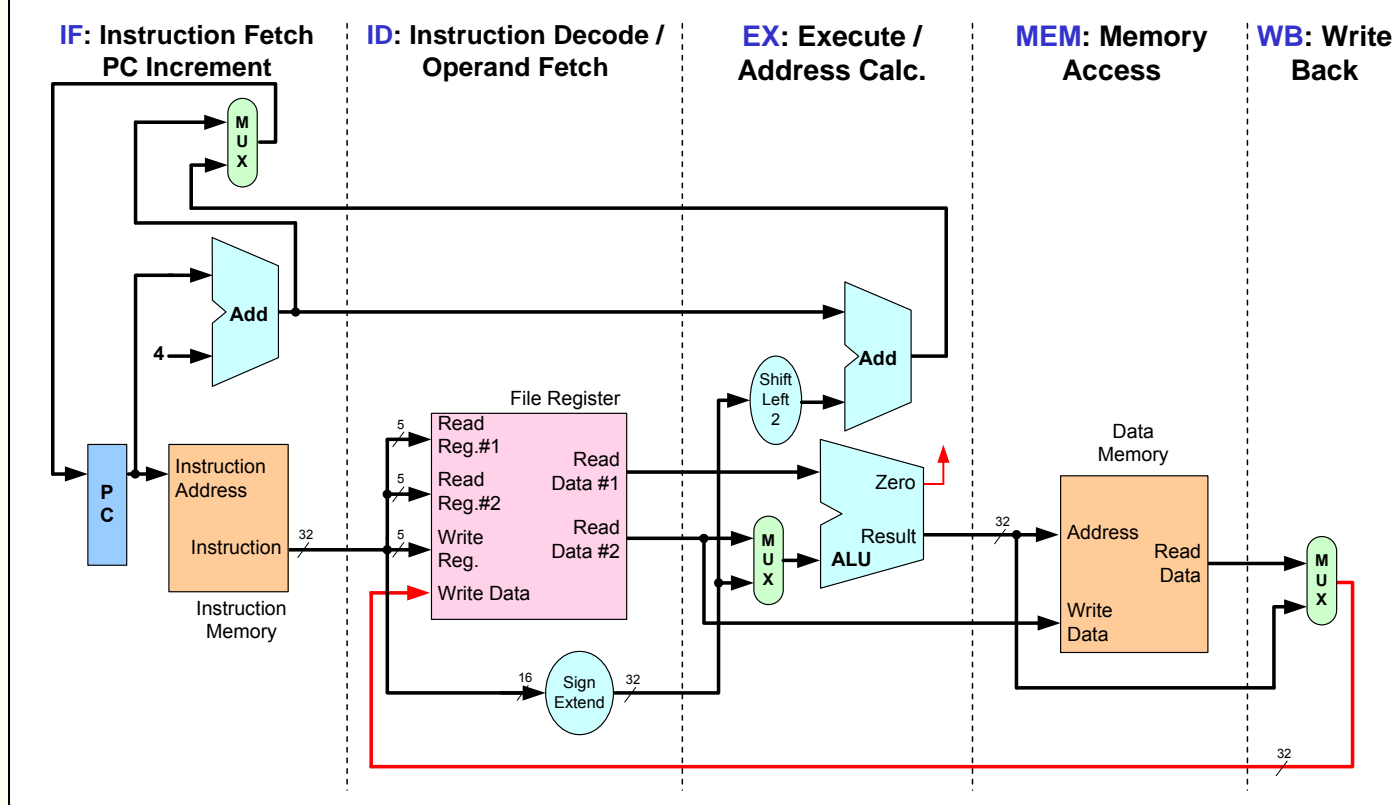 IF: Instruction Fetch
PC Increment
ID: Instruction Decode /
Operand Fetch
EX: Execute /
Address Calc.
MEM: Memory
Access
WB: Write
Back
M
U
X
Add
4
Add
Shift
Left
2
File Register
Read
Reg.#1
Read
Reg.#2
Write
Reg.
Write Data
Read
Data #1
Read
Data #2
5
5
5
P
C
Instruction
Address
Instruction
32
Instruction
Memory
16
Sign
Extend
32
M
U
X
Zero
Result
ALU
32
Data
Memory
Address
Read
Data
Write
Data
M
U
X
32